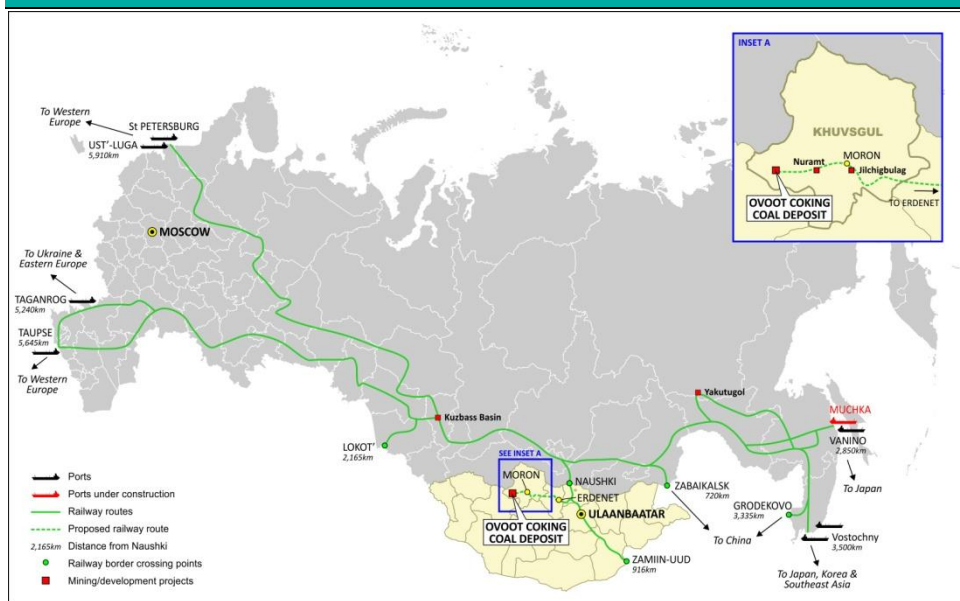 To Western
Europe
St PETERSBURG
UST'-LUGA
5,910km
MOSCOW
To Ukraine &
Eastern Europe
TAGANROG
5,240km
TAUPSE
5,645km
To Western
Europe
Kuzbass Basin
LOKOT'
2,165km
SEE INSET A
MORON
NAUSHKI
ERDENET
ULAANBAATAR
OVOOT COKING
COAL DEPOSIT
ZAMIIN-UUD
916km
ZABAIKALSK
720km
To China
Yakutugol
MUCHKA
VANINO
2,850km
To Japan
GRODEKOVO
3,335km
Vostochny
3,500km
To Japan, Korea &
Southeast Asia
INSET A
KHUVSGUL
MORON
Nuramt
Jilchigbulag
OVOOT COKING
COAL DEPOSIT
TO ERDENET
Ports
Ports under construction
Railway routes
Proposed railway route
2,165km Distance from Naushki
Railway border crossing points
Mining/development projects